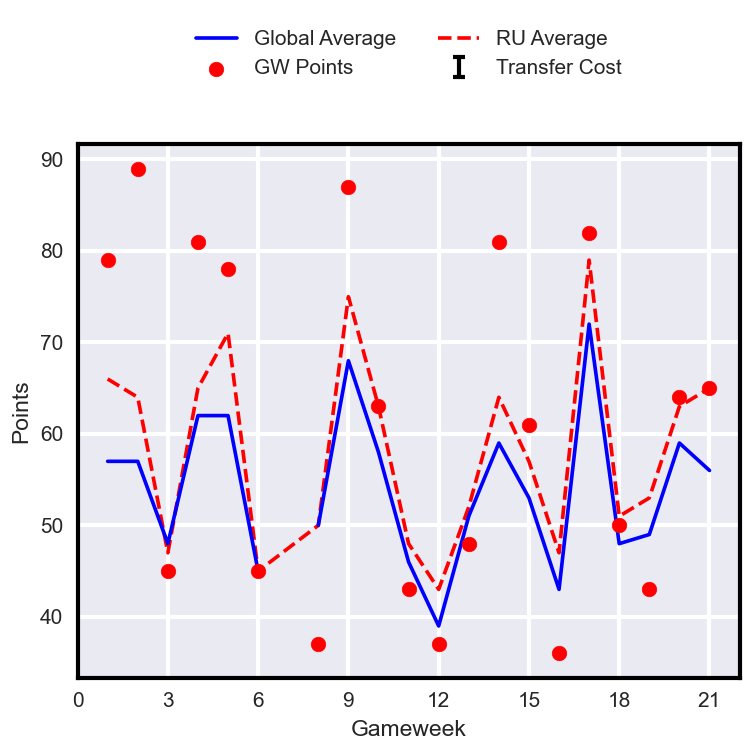 Global Average
RU Average
GW Points
Transfer Cost
90
80
70
60
50
40
Points
0 3 6 9 12 15 18 21
Gameweek